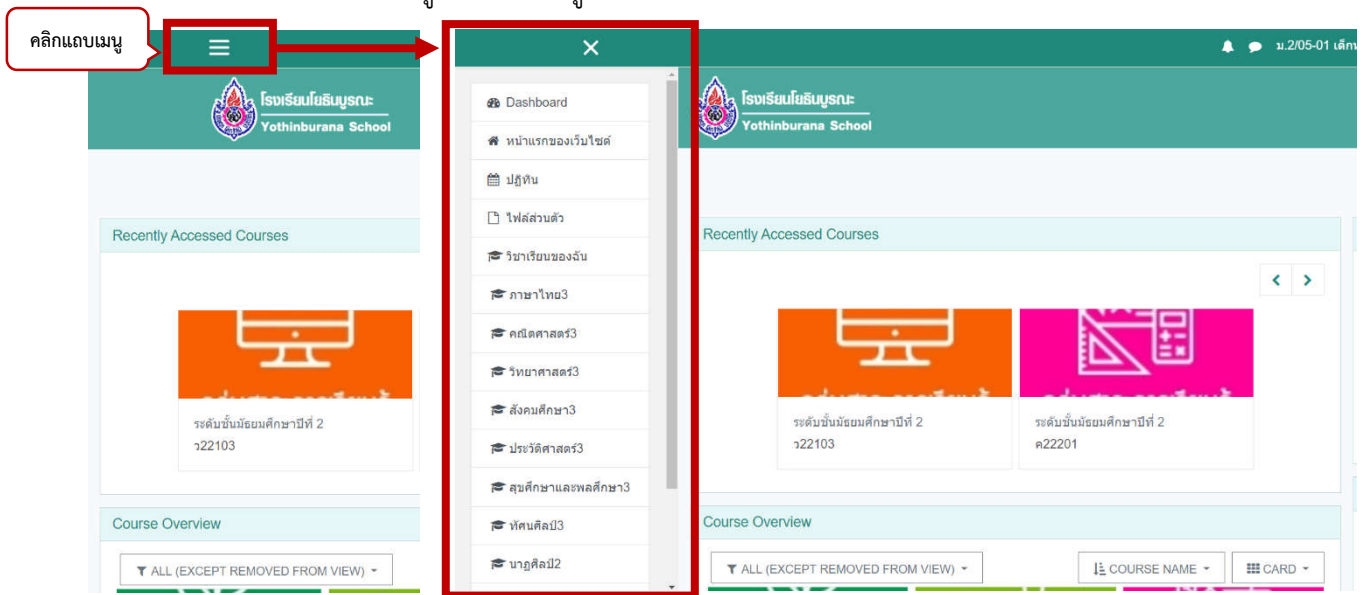 คลิกแถบเมนู
ม.2/05-01
โรงเรียนโยธินบูรณะ
Yothinburana School
Dashboard
หน้าแรกของเว็บไซต์
ปฏิทิน
ไฟล์ส่วนตัว
วิชาเรียนของฉัน
ภาษาไทย3
คณิตศาสตร์3
วิทยาศาสตร์3
สังคมศึกษา3
ประวัติศาสตร์3
สุขศึกษาและพลศึกษา3
ทัศนศิลป์3
นาฏศิลป์2
โรงเรียนโยธินบูรณะ
Yothinburana School
Recently Accessed Courses
ระดับชั้นมัธยมศึกษาปีที่ 2
ว22103
Course Overview
ALL (EXCEPT REMOVED FROM VIEW)
Recently Accessed Courses
ระดับชั้นมัธยมศึกษาปีที่ 2
ว22103
ระดับชั้นมัธยมศึกษาปีที่ 2
ค22201
Course Overview
ALL (EXCEPT REMOVED FROM VIEW)
COURSE NAME
CARD